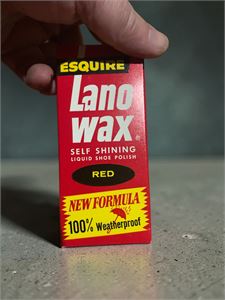 ESQUIRE
Lano
wax
SELF SHINING
LIQUID SHOE POLISH
RED
NEW FORMULA
100% Weatherproof